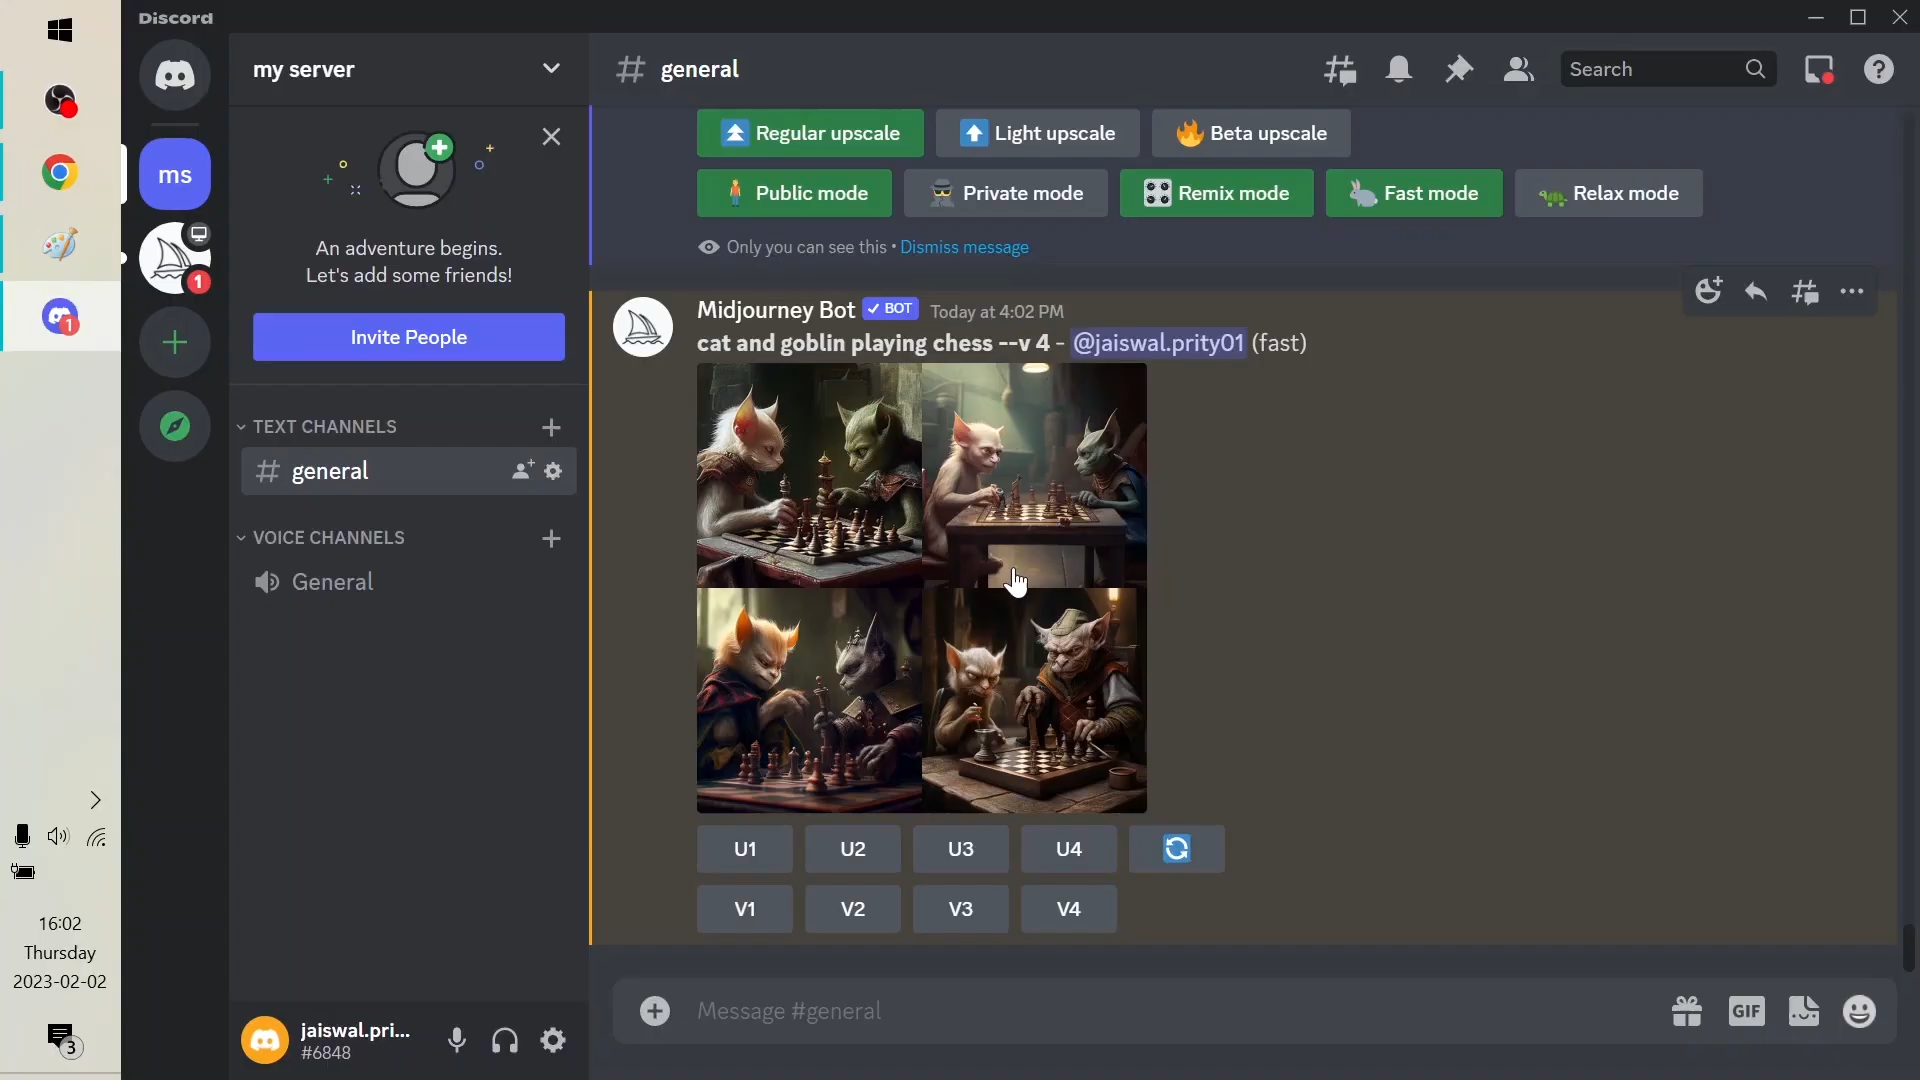 Discord
my server
general
Search
Regular upscale
Light upscale
Beta upscale
Public mode
Private mode
Remix mode
Fast mode
Relax mode
Only you can see this • Dismiss message
ms
1
An adventure begins.
Let's add some friends!
Invite People
1
TEXT CHANNELS
general
VOICE CHANNELS
General
Midjourney Bot ✓ BOT Today at 4:02 PM
cat and goblin playing chess --v 4 - @jaiswal.prity01 (fast)
U1
U2
U3
U4
V1
V2
V3
V4
16:02
Thursday
2023-02-02
3
jaiswal.pri...
#6848
Message #general
GIF